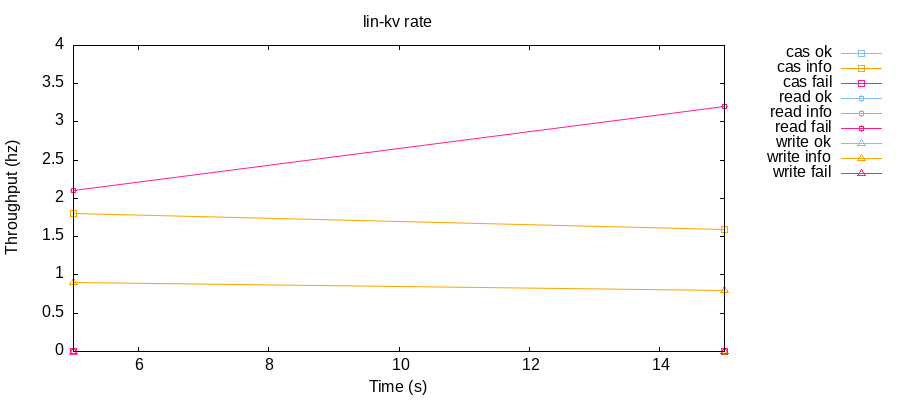 lin-kv rate
Throughput (hz)
4
3.5
3
2.5
2
1.5
1
0.5
0
6
8
10
12
14
Time (s)
cas ok
cas info
cas fail
read ok
read info
read fail
write ok
write info
write fail